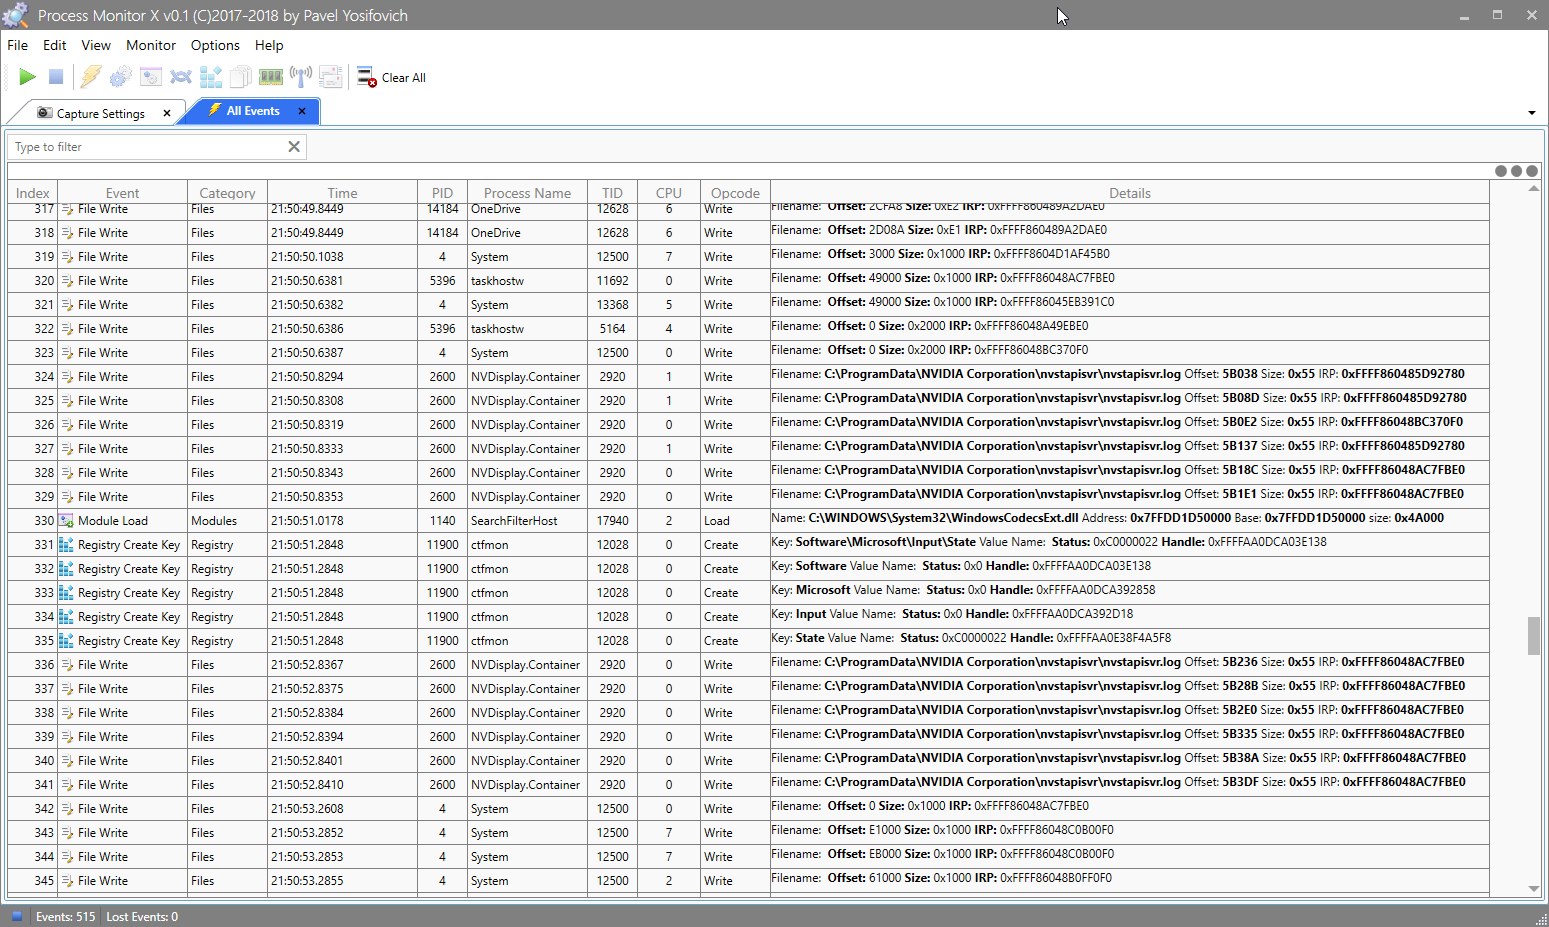 Process Monitor X v0.1 (C)2017-2018 by Pavel Yosifovich
File Edit View Monitor Options Help
Clear All
Capture Settings All Events
Type to filter
Index Event Category Time PID Process Name TID CPU Opcode Details
317 File Write Files 21:50:49.8449 14184 OneDrive 12628 6 Write Filename: Offset: 2CFA8 Size: 0xE2 IRP: 0xFFFF860489A2DAE0
318 File Write Files 21:50:49.8449 14184 OneDrive 12628 6 Write Filename: Offset: 2D08A Size: 0xE1 IRP: 0xFFFF860489A2DAE0
319 File Write Files 21:50:50.1038 4 System 12500 7 Write Filename: Offset: 3000 Size: 0x1000 IRP: 0xFFFF8604D1AF45B0
320 File Write Files 21:50:50.6381 5396 taskhostw 11692 0 Write Filename: Offset: 49000 Size: 0x1000 IRP: 0xFFFF86048AC7FBE0
321 File Write Files 21:50:50.6382 4 System 13368 5 Write Filename: Offset: 49000 Size: 0x1000 IRP: 0xFFFF86045EB391C0
322 File Write Files 21:50:50.6386 5396 taskhostw 5164 4 Write Filename: Offset: 0 Size: 0x2000 IRP: 0xFFFF86048A49EBE0
323 File Write Files 21:50:50.6387 4 System 12500 0 Write Filename: Offset: 0 Size: 0x2000 IRP: 0xFFFF86048BC370F0
324 File Write Files 21:50:50.8294 2600 NVDisplay.Container 2920 1 Write Filename: C:\ProgramData\NVIDIA Corporation\nvstapisvr\nvstapisvr.log Offset: 5B038 Size: 0x55 IRP: 0xFFFF860485D92780
325 File Write Files 21:50:50.8308 2600 NVDisplay.Container 2920 1 Write Filename: C:\ProgramData\NVIDIA Corporation\nvstapisvr\nvstapisvr.log Offset: 5B08D Size: 0x55 IRP: 0xFFFF860485D92780
326 File Write Files 21:50:50.8319 2600 NVDisplay.Container 2920 0 Write Filename: C:\ProgramData\NVIDIA Corporation\nvstapisvr\nvstapisvr.log Offset: 5B0E2 Size: 0x55 IRP: 0xFFFF86048BC370F0
327 File Write Files 21:50:50.8333 2600 NVDisplay.Container 2920 1 Write Filename: C:\ProgramData\NVIDIA Corporation\nvstapisvr\nvstapisvr.log Offset: 5B137 Size: 0x55 IRP: 0xFFFF860485D92780
328 File Write Files 21:50:50.8343 2600 NVDisplay.Container 2920 0 Write Filename: C:\ProgramData\NVIDIA Corporation\nvstapisvr\nvstapisvr.log Offset: 5B18C Size: 0x55 IRP: 0xFFFF86048AC7FBE0
329 File Write Files 21:50:50.8353 2600 NVDisplay.Container 2920 0 Write Filename: C:\ProgramData\NVIDIA Corporation\nvstapisvr\nvstapisvr.log Offset: 5B1E1 Size: 0x55 IRP: 0xFFFF86048AC7FBE0
330 Module Load Modules 21:50:51.0178 1140 SearchFilterHost 17940 2 Load Name: C:\WINDOWS\System32\WindowsCodecsExt.dll Address: 0x7FFDD1D50000 Base: 0x7FFDD1D50000 size: 0x4A000
331 Registry Create Key Registry 21:50:51.2848 11900 ctfmon 12028 0 Create Key: Software\Microsoft\Input\State Value Name: Status: 0xC0000022 Handle: 0xFFFFAA0DCA03E138
332 Registry Create Key Registry 21:50:51.2848 11900 ctfmon 12028 0 Create Key: Software Value Name: Status: 0x0 Handle: 0xFFFFAA0DCA03E138
333 Registry Create Key Registry 21:50:51.2848 11900 ctfmon 12028 0 Create Key: Microsoft Value Name: Status: 0x0 Handle: 0xFFFFAA0DCA392858
334 Registry Create Key Registry 21:50:51.2848 11900 ctfmon 12028 0 Create Key: Input Value Name: Status: 0x0 Handle: 0xFFFFAA0DCA392D18
335 Registry Create Key Registry 21:50:51.2848 11900 ctfmon 12028 0 Create Key: State Value Name: Status: 0xC0000022 Handle: 0xFFFFAA0E38F4A5F8
336 File Write Files 21:50:52.8367 2600 NVDisplay.Container 2920 0 Write Filename: C:\ProgramData\NVIDIA Corporation\nvstapisvr\nvstapisvr.log Offset: 5B236 Size: 0x55 IRP: 0xFFFF86048AC7FBE0
337 File Write Files 21:50:52.8375 2600 NVDisplay.Container 2920 0 Write Filename: C:\ProgramData\NVIDIA Corporation\nvstapisvr\nvstapisvr.log Offset: 5B28B Size: 0x55 IRP: 0xFFFF86048AC7FBE0
338 File Write Files 21:50:52.8384 2600 NVDisplay.Container 2920 0 Write Filename: C:\ProgramData\NVIDIA Corporation\nvstapisvr\nvstapisvr.log Offset: 5B2E0 Size: 0x55 IRP: 0xFFFF86048AC7FBE0
339 File Write Files 21:50:52.8394 2600 NVDisplay.Container 2920 0 Write Filename: C:\ProgramData\NVIDIA Corporation\nvstapisvr\nvstapisvr.log Offset: 5B335 Size: 0x55 IRP: 0xFFFF86048AC7FBE0
340 File Write Files 21:50:52.8401 2600 NVDisplay.Container 2920 0 Write Filename: C:\ProgramData\NVIDIA Corporation\nvstapisvr\nvstapisvr.log Offset: 5B38A Size: 0x55 IRP: 0xFFFF86048AC7FBE0
341 File Write Files 21:50:52.8410 2600 NVDisplay.Container 2920 0 Write Filename: C:\ProgramData\NVIDIA Corporation\nvstapisvr\nvstapisvr.log Offset: 5B3DF Size: 0x55 IRP: 0xFFFF86048AC7FBE0
342 File Write Files 21:50:53.2608 4 System 12500 0 Write Filename: Offset: 0 Size: 0x1000 IRP: 0xFFFF86048AC7FBE0
343 File Write Files 21:50:53.2852 4 System 12500 7 Write Filename: Offset: E1000 Size: 0x1000 IRP: 0xFFFF86048C0B00F0
344 File Write Files 21:50:53.2853 4 System 12500 7 Write Filename: Offset: EB000 Size: 0x1000 IRP: 0xFFFF86048C0B00F0
345 File Write Files 21:50:53.2855 4 System 12500 2 Write Filename: Offset: 61000 Size: 0x1000 IRP: 0xFFFF86048B0FF0F0
Events: 515 Lost Events: 0